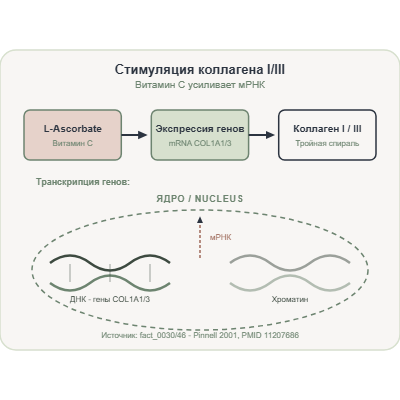 Стимуляция коллагена I/III
Витамин С усиливает мРНК
L-Ascorbate
Витамин С
Экспрессия генов
mRNA COL1A1/3
Коллаген I / III
Тройная спираль
Транскрипция генов:
ЯДРО / NUCLEUS
мРНК
ДНК - гены COL1A1/3
Хроматин
Источник: fact_0030/46 - Pinnell 2001, PMID 11207686